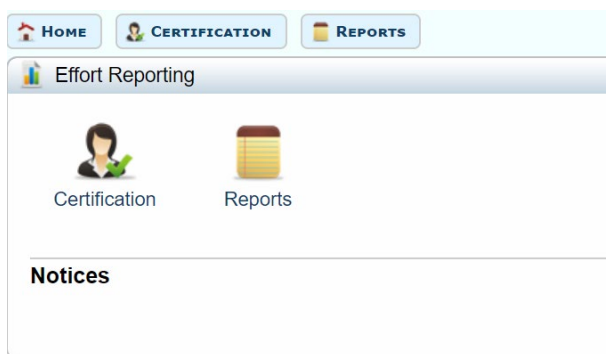 HOME CERTIFICATION REPORTS
Effort Reporting
Certification Reports
Notices